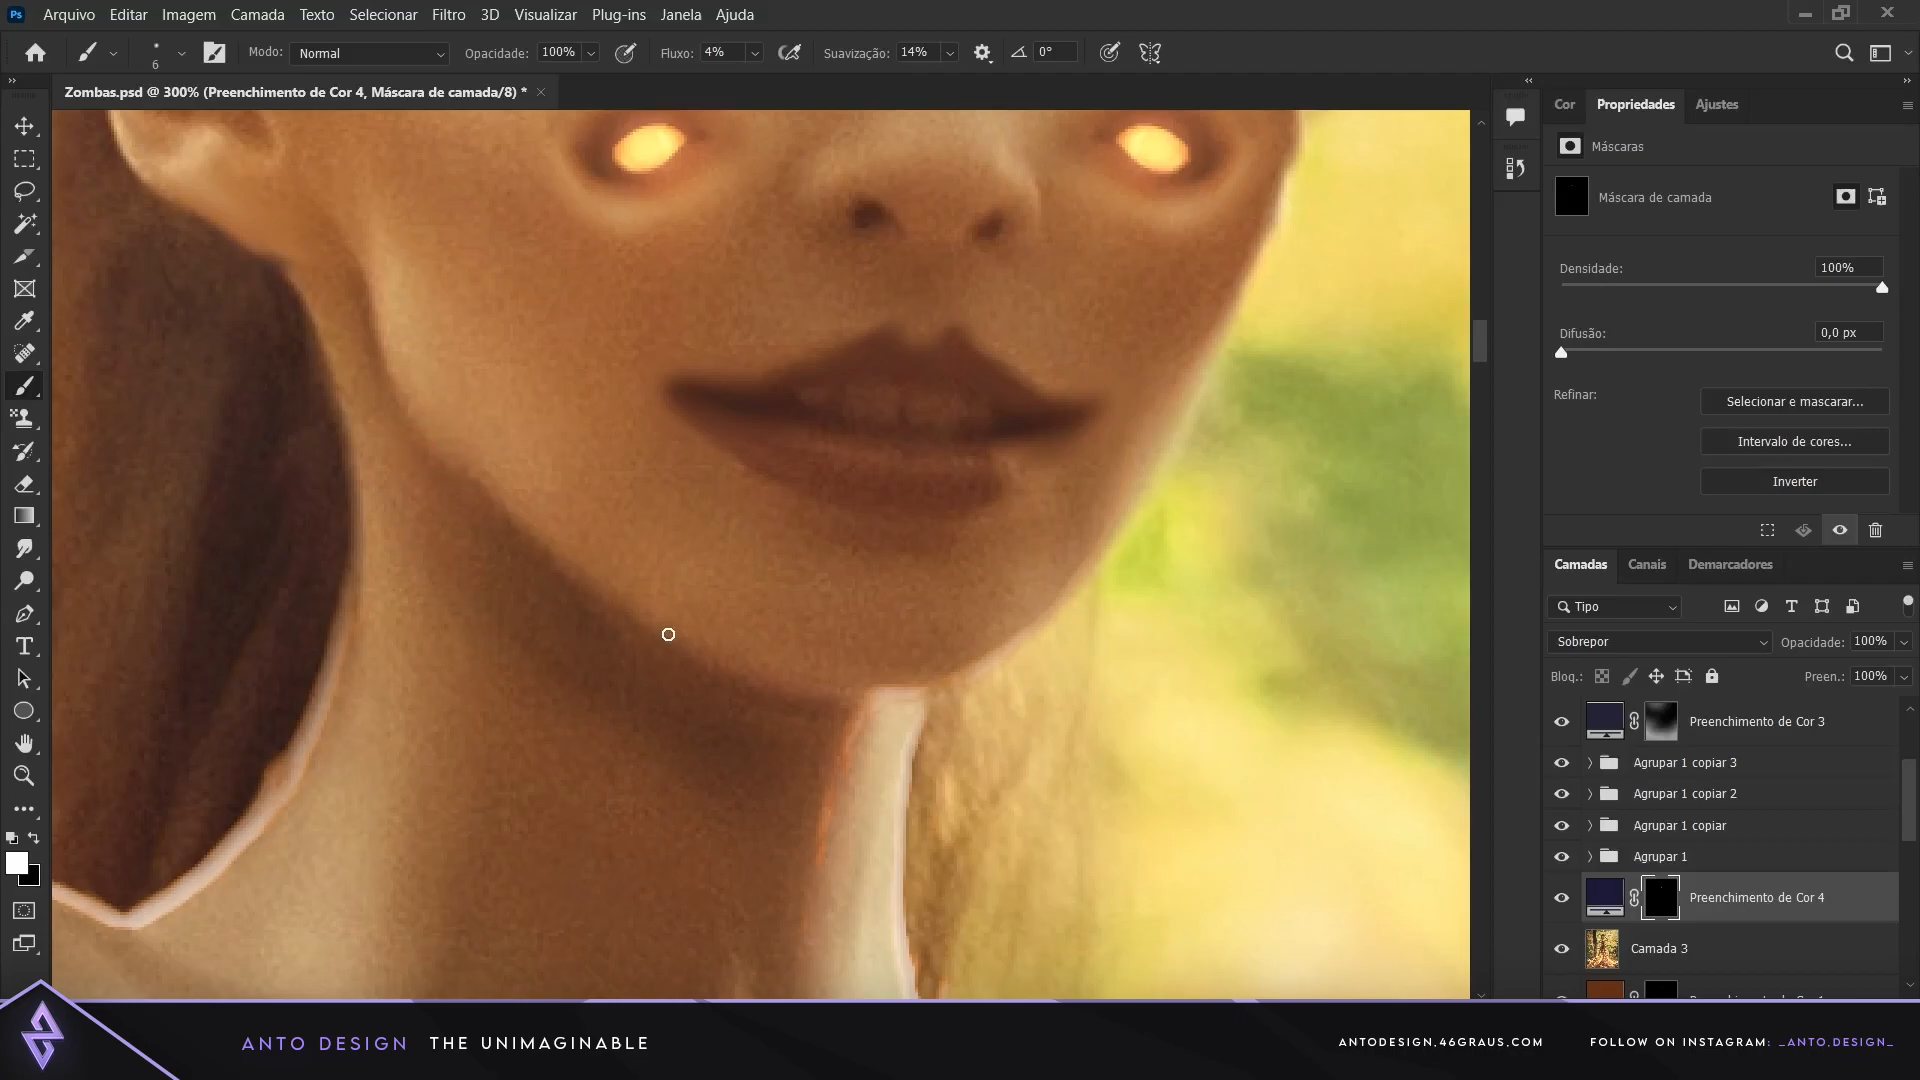 Ps Arquivo Editar Imagem Camada Texto Selecionar Filtro 3D Visualizar Plug-ins Janela Ajuda
6 Modo: Normal Opacidade: 100% Fluxo: 4% Suavização: 14% 0°
Zombas.psd @ 300% (Preenchimento de Cor 4, Máscara de camada/8) *
Cor Propriedades Ajustes
Máscaras
Máscara de camada
Densidade: 100%
Difusão: 0,0 px
Refinar: Selecionar e mascarar...
Intervalo de cores...
Inverter
Camadas Canais Demarcadores
Tipo
Sobrepor Opacidade: 100%
Bloq.: Preen.: 100%
Preenchimento de Cor 3
Agrupar 1 copiar 3
Agrupar 1 copiar 2
Agrupar 1 copiar
Agrupar 1
Preenchimento de Cor 4
Camada 3
ANTO DESIGN THE UNIMAGINABLE
ANTODESIGN.46GRAUS.COM
FOLLOW ON INSTAGRAM: _ANTO.DESIGN_